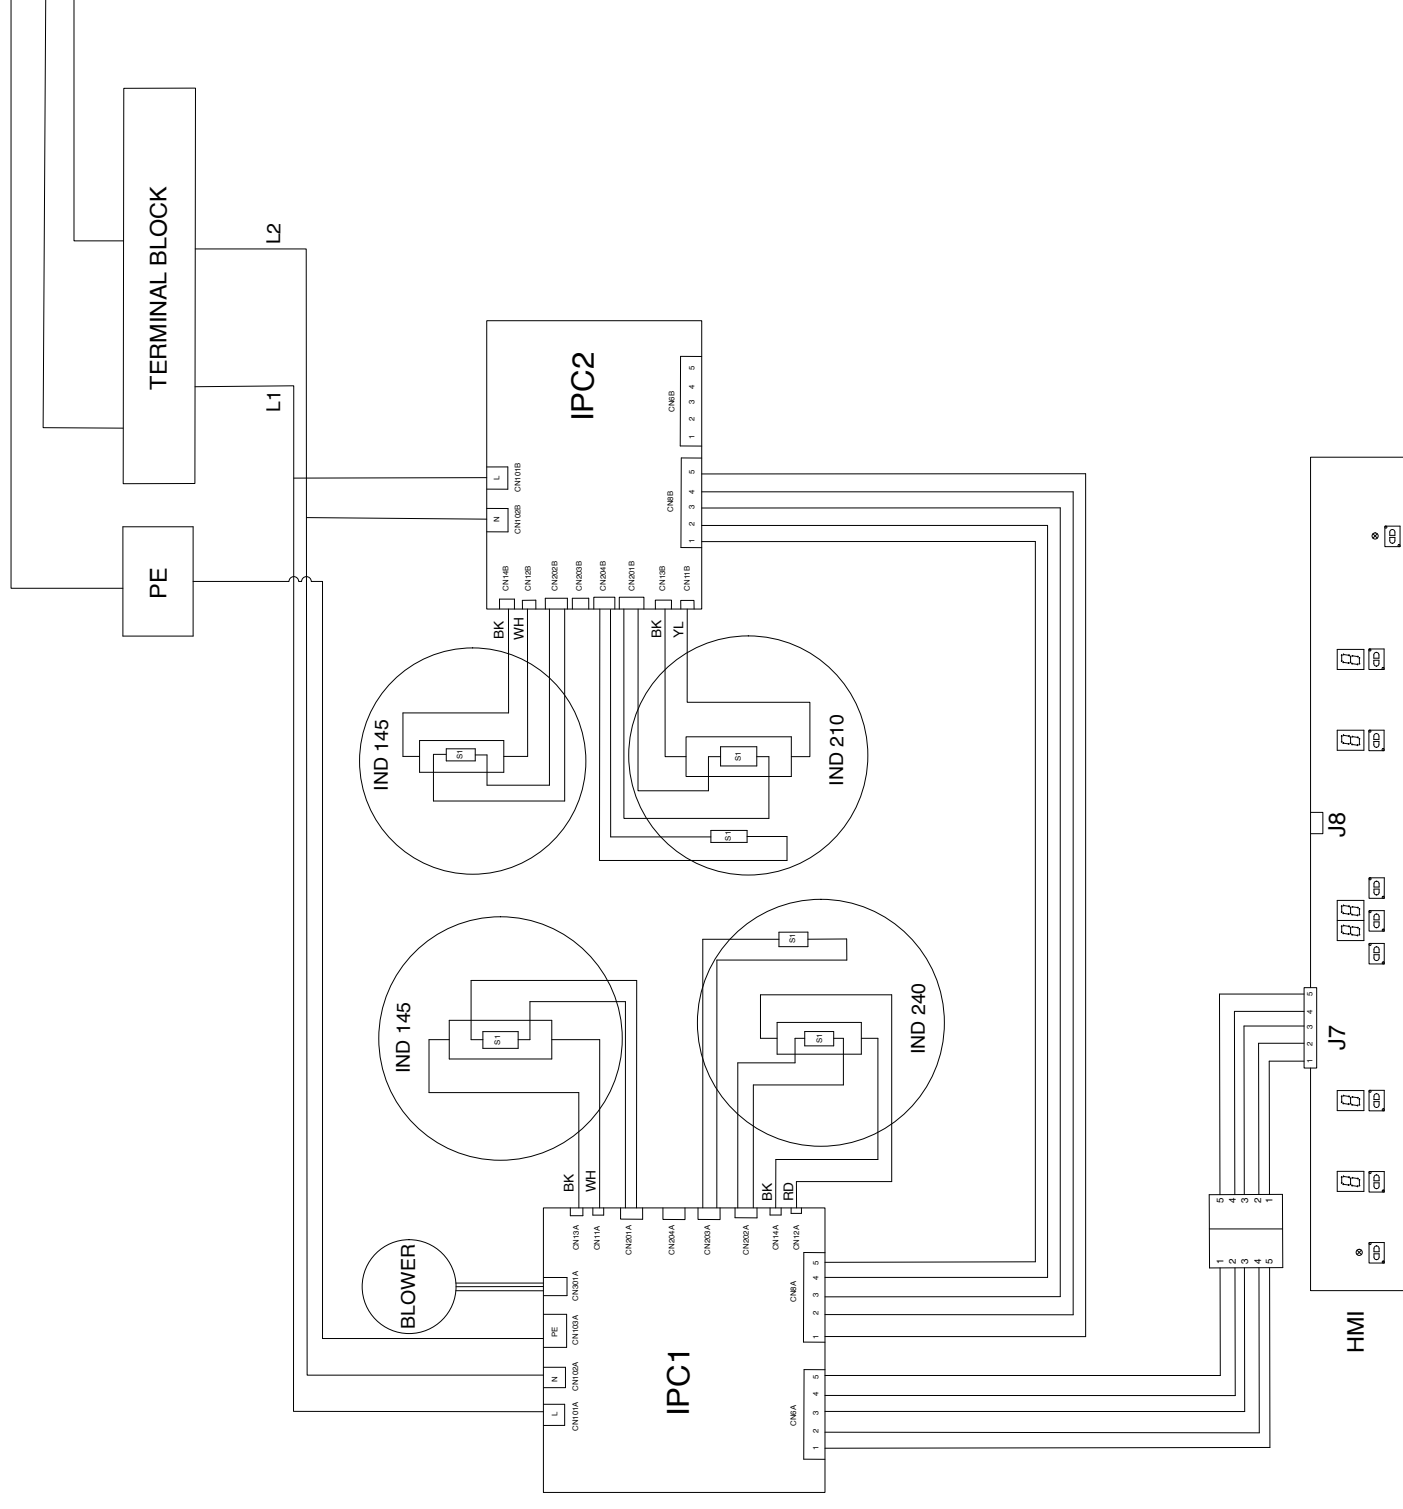 TERMINAL BLOCK
PE
L2
L1
IPC2
L
CN101B
N
CN102B
CN6B
1 2 3 4 5
CN8B
1 2 3 4 5
CN14B
CN12B
CN202B
CN203B
CN204B
CN201B
CN13B
CN11B
BK
WH
BK
YL
IND 145
S1
IND 210
S1
S1
IND 145
S1
IND 240
S1
S1
BK
WH
BK
RD
CN13A
CN11A
CN201A
CN204A
CN203A
CN202A
CN14A
CN12A
BLOWER
CN301A
PE
CN103A
N
CN102A
L
CN101A
IPC1
CN8A
1 2 3 4 5
CN6A
1 2 3 4 5
5 4 3 2 1
1 2 3 4 5
J8
J7
1 2 3 4 5
8
8
88
8
8
HMI